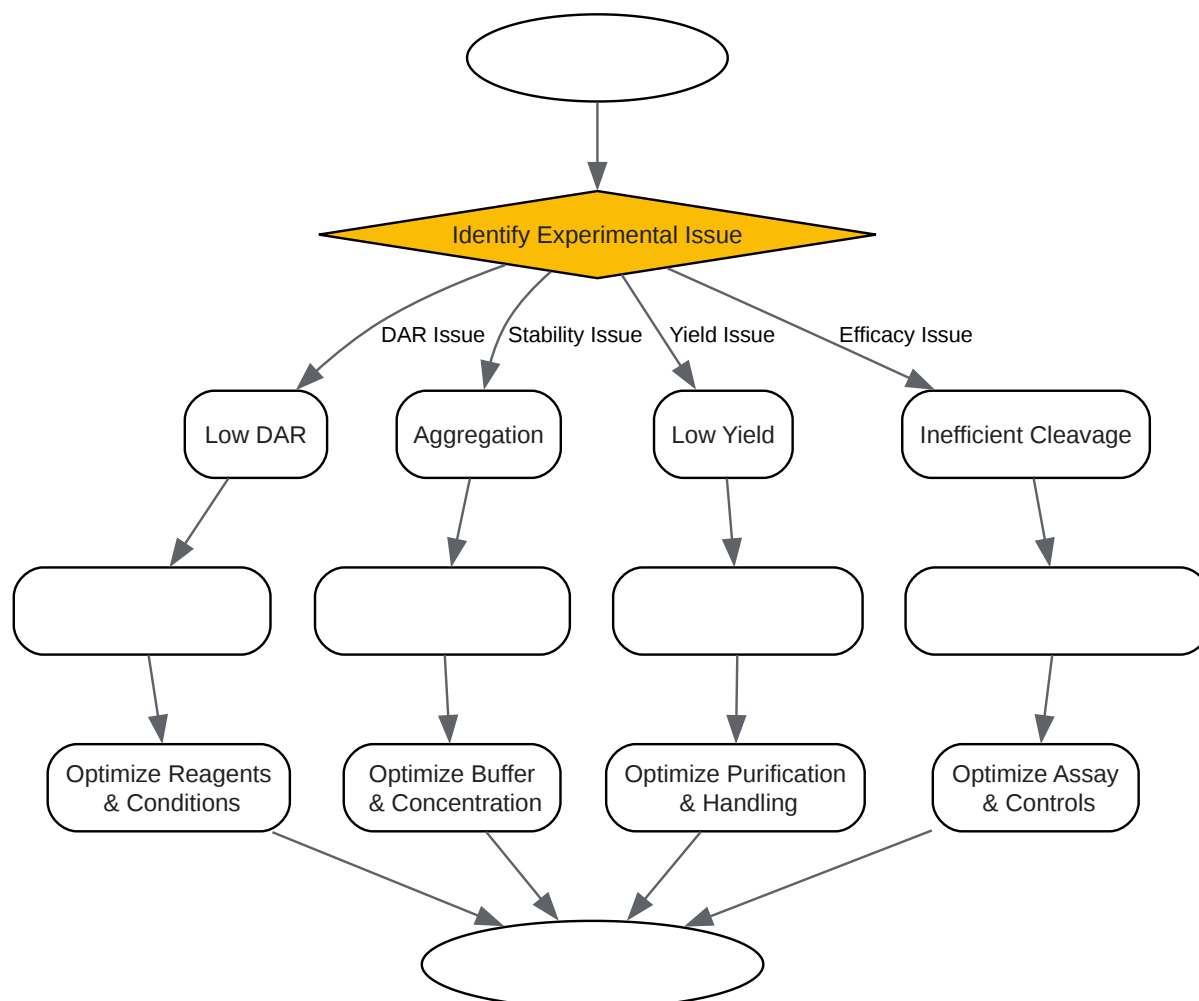 Identify Experimental Issue
DAR Issue
Stability Issue
Yield Issue
Efficacy Issue
Low DAR
Aggregation
Low Yield
Inefficient Cleavage
Optimize Reagents
& Conditions
Optimize Buffer
& Concentration
Optimize Purification
& Handling
Optimize Assay
& Controls